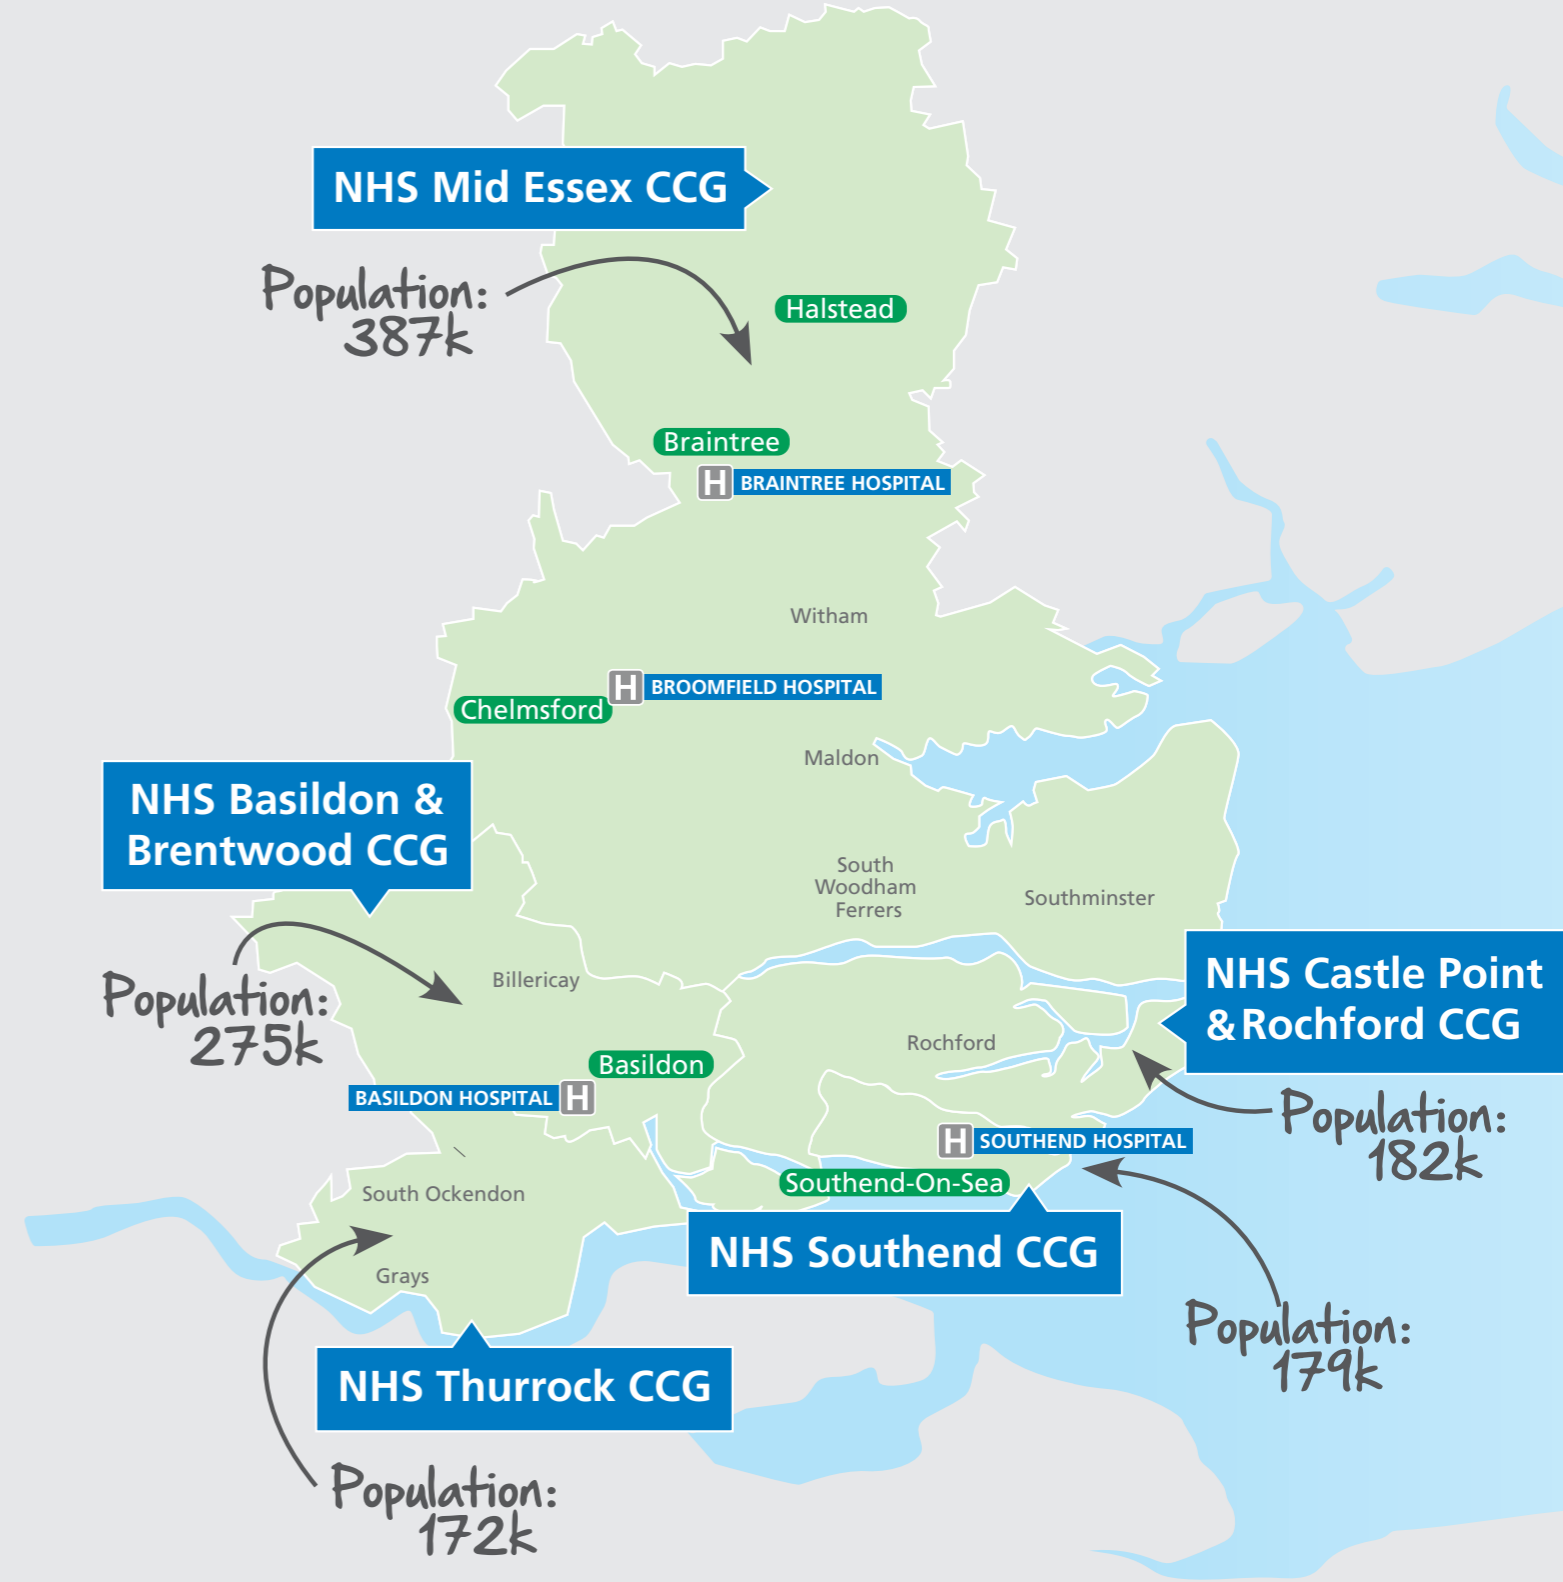 NHS Mid Essex CCG
Population:
387k
Halstead
Braintree
H BRAINTREE HOSPITAL
Witham
H BROOMFIELD HOSPITAL
Chelmsford
Maldon
NHS Basildon &
Brentwood CCG
South
Woodham
Ferrers
Southminster
Population:
275k
Billericay
NHS Castle Point
&Rochford CCG
Rochford
Basildon
BASILDON HOSPITAL H
Population:
182k
H SOUTHEND HOSPITAL
Southend-On-Sea
South Ockendon
NHS Southend CCG
Grays
Population:
179k
NHS Thurrock CCG
Population:
172k